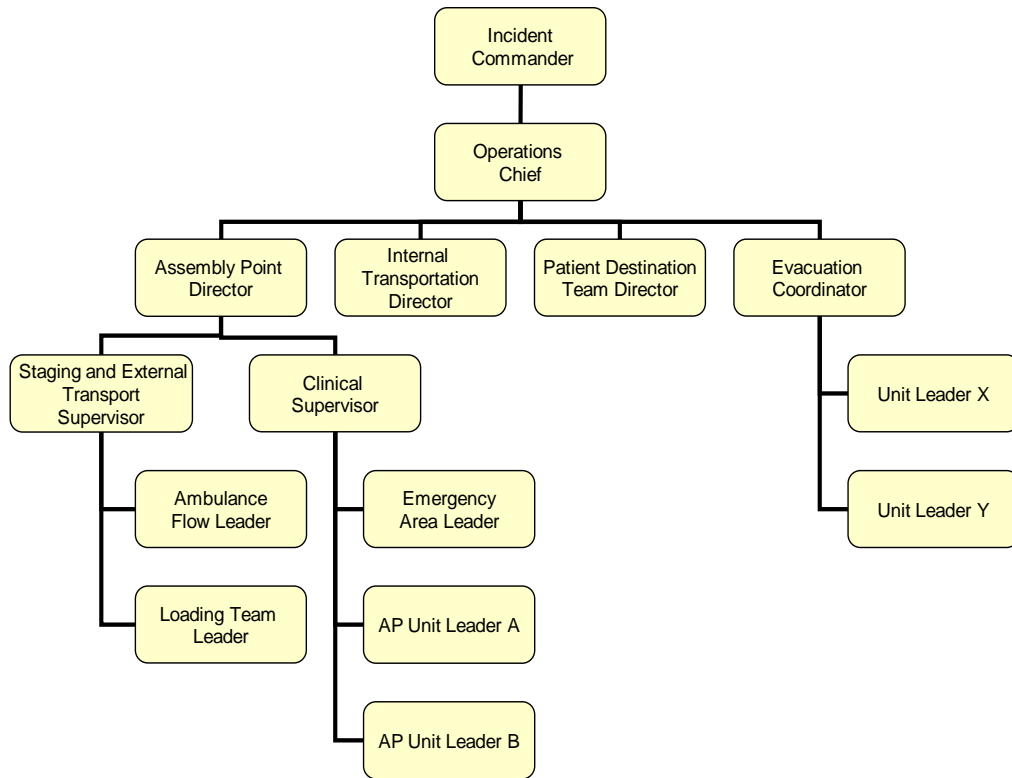 Incident
Commander
Operations
Chief
Assembly Point
Director
Internal
Transportation
Director
Patient Destination
Team Director
Evacuation
Coordinator
Staging and External
Transport
Supervisor
Clinical
Supervisor
Unit Leader X
Ambulance
Flow Leader
Emergency
Area Leader
Unit Leader Y
Loading Team
Leader
AP Unit Leader A
AP Unit Leader B